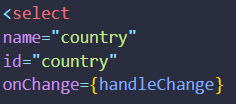 <select
name="country"
id="country"
onChange={handleChange}